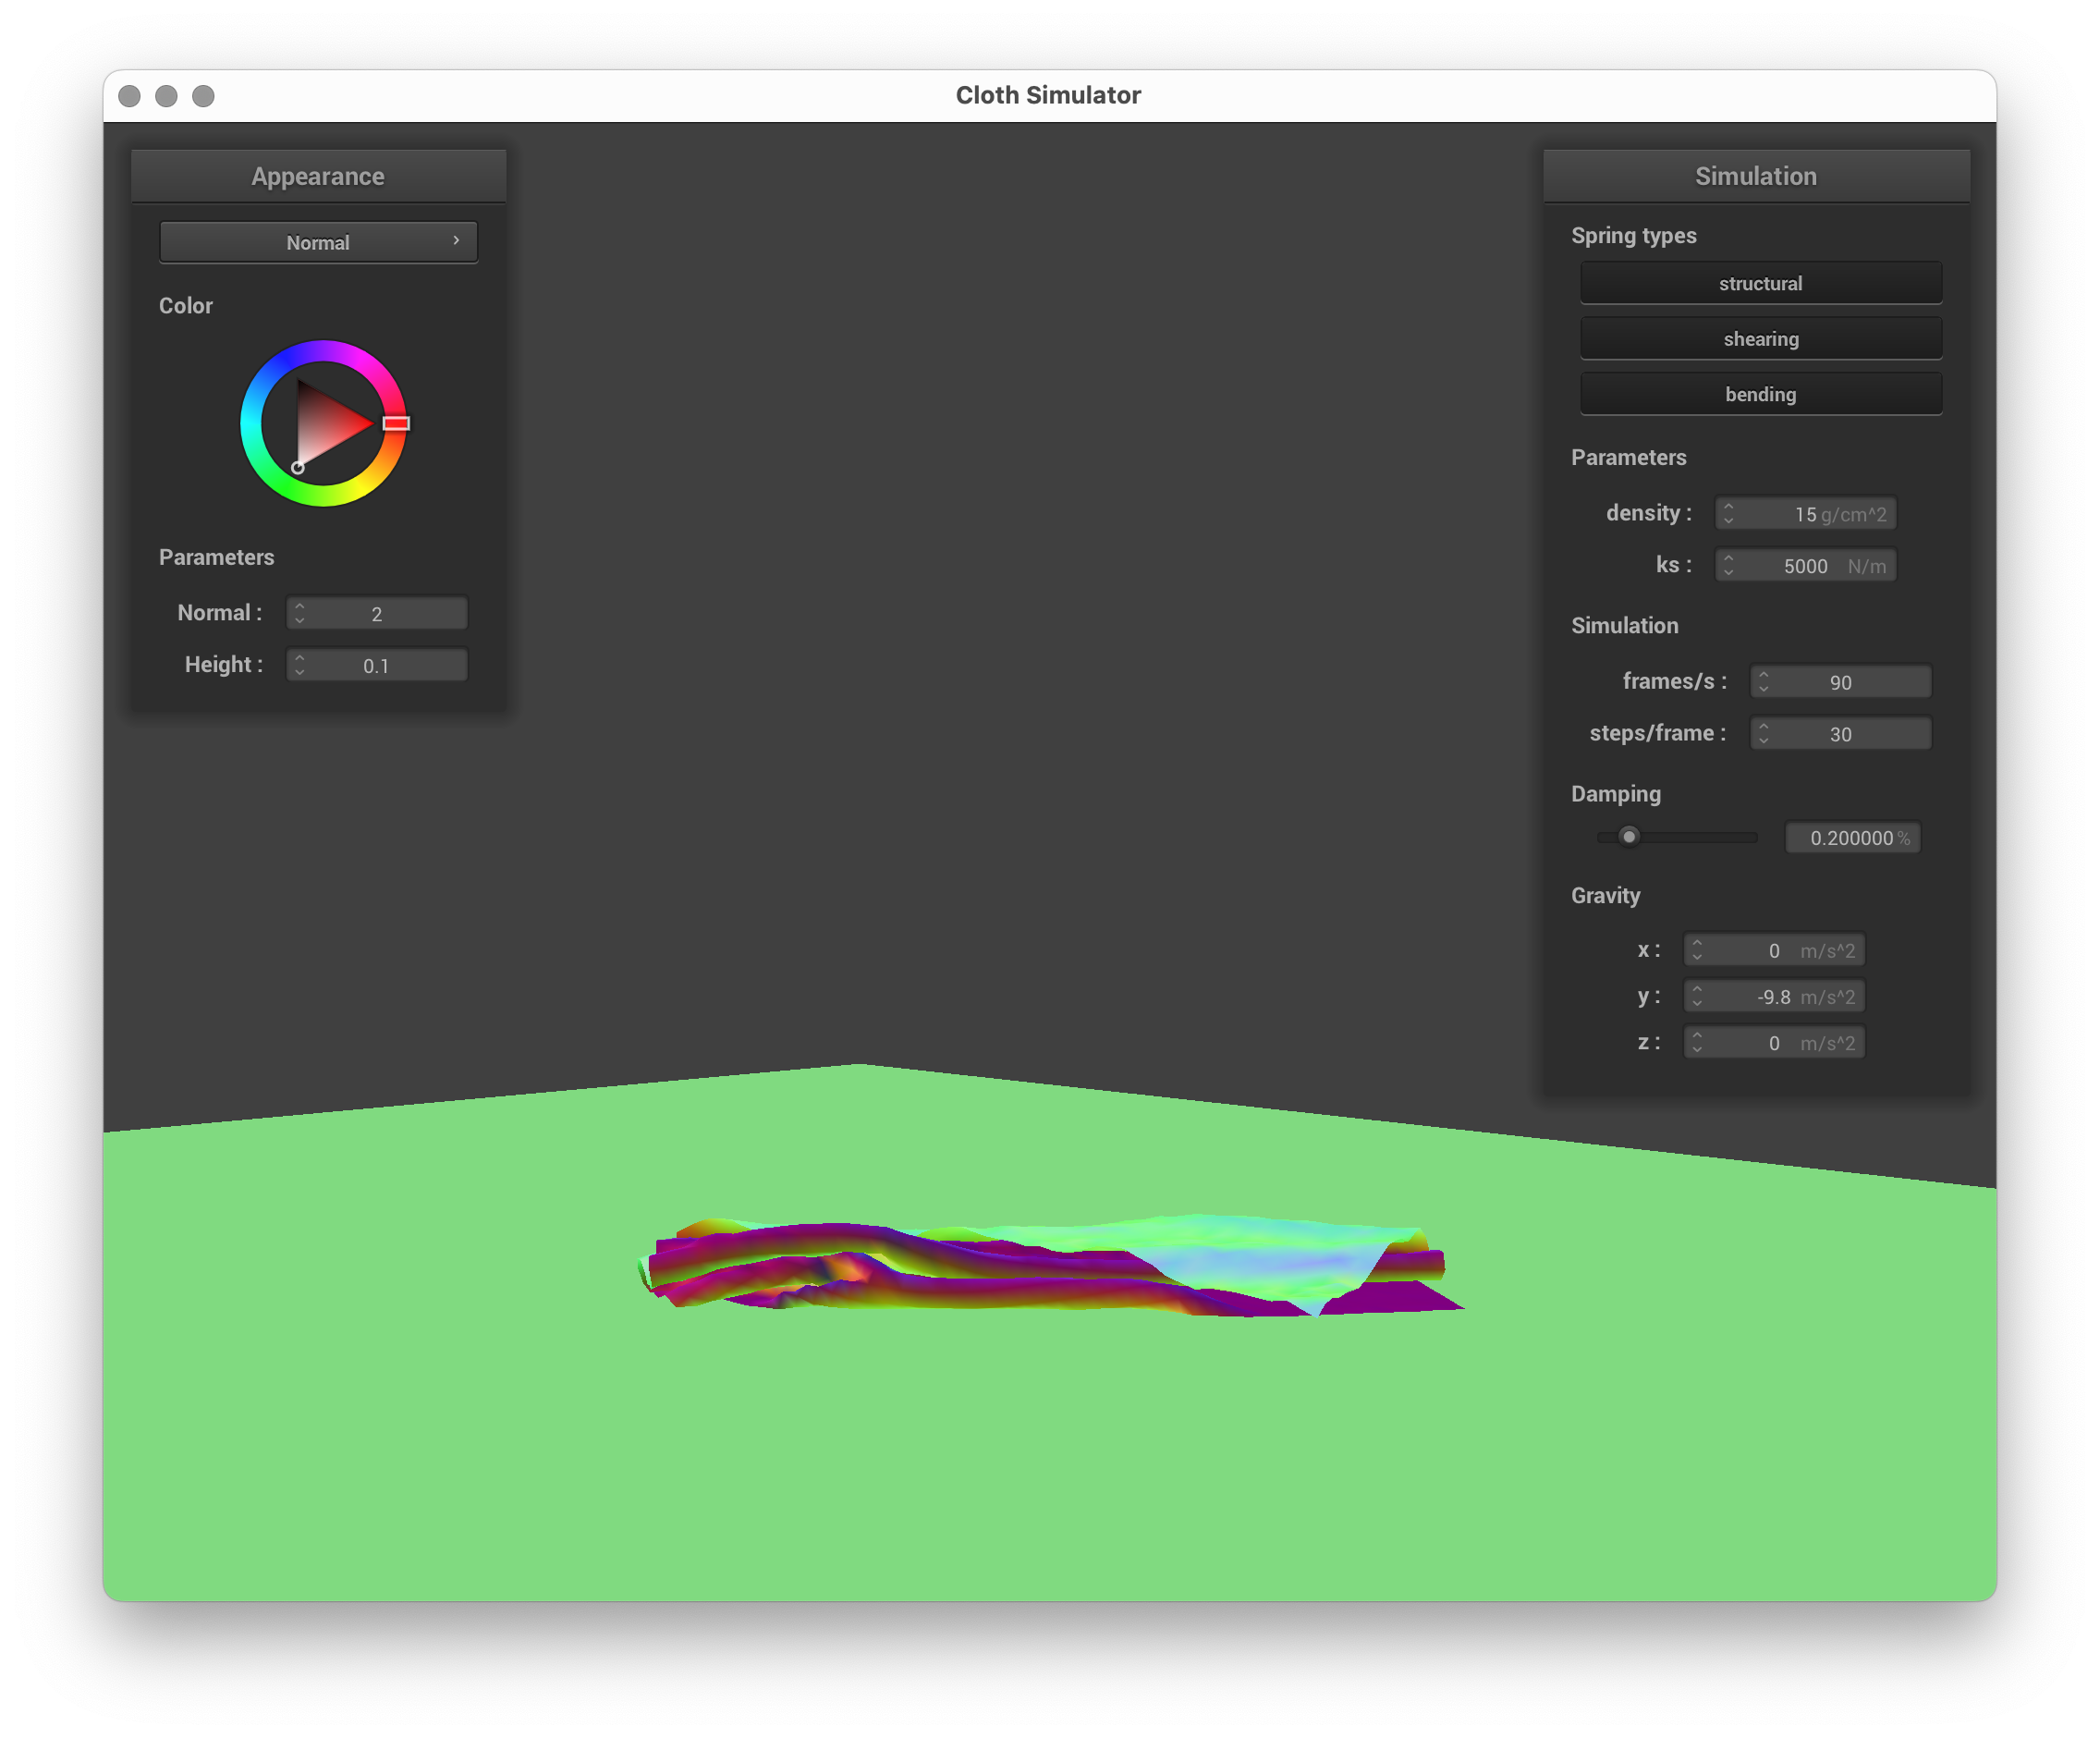 Cloth Simulator
Appearance
Normal
Color
Parameters
Normal : 2
Height : 0.1
Simulation
Spring types
structural
shearing
bending
Parameters
density : 15 g/cm^2
ks : 5000 N/m
Simulation
frames/s : 90
steps/frame : 30
Damping
0.200000 %
Gravity
x : 0 m/s^2
y : -9.8 m/s^2
z : 0 m/s^2